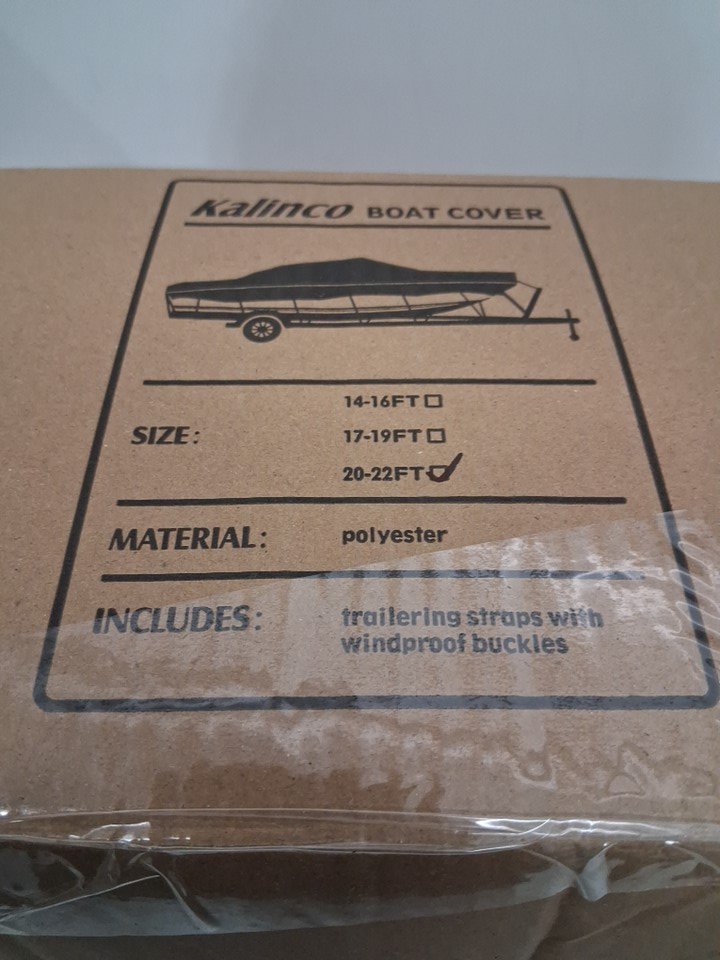 Kalinco BOAT COVER
14-16FT
SIZE: 17-19FT
20-22FT
MATERIAL: polyester
INCLUDES: trailering straps with
windproof buckles